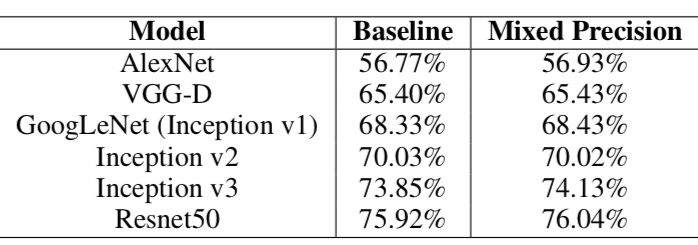 Model Baseline Mixed Precision
AlexNet 56.77% 56.93%
VGG-D 65.40% 65.43%
GoogLeNet (Inception v1) 68.33% 68.43%
Inception v2 70.03% 70.02%
Inception v3 73.85% 74.13%
Resnet50 75.92% 76.04%